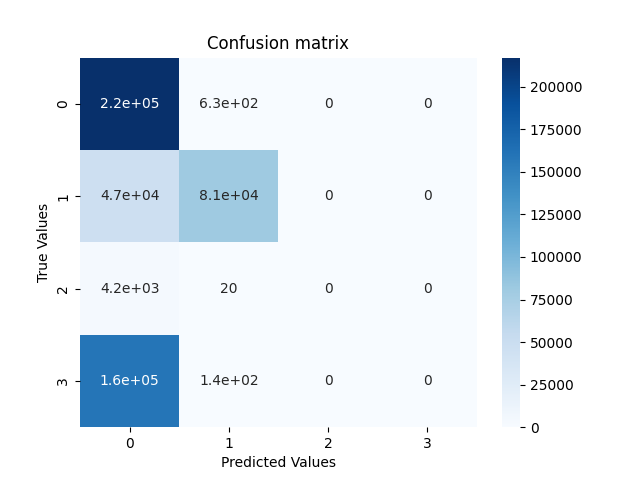 Confusion matrix
0 2.2e+05 6.3e+02 0 0
1 4.7e+04 8.1e+04 0 0
2 4.2e+03 20 0 0
3 1.6e+05 1.4e+02 0 0
0 1 2 3
Predicted Values
True Values
200000
175000
150000
125000
100000
75000
50000
25000
0